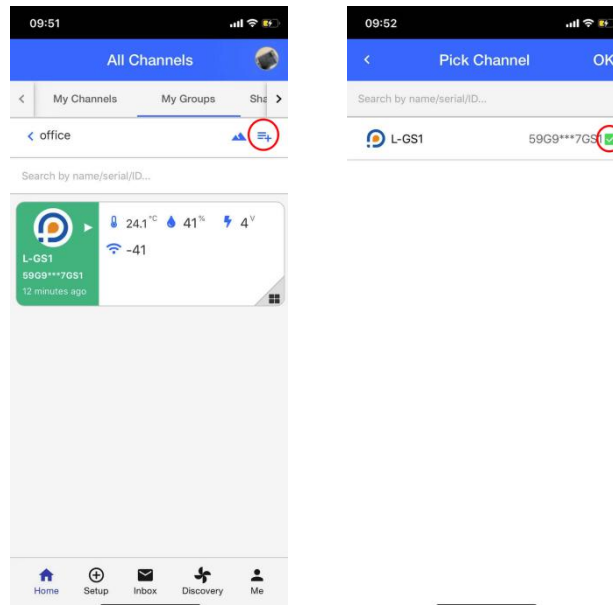 09:51
All Channels
My Channels
My Groups
Sha
office
Search by name/serial/ID...
24.1 °C
41 %
4 V
-41
L-GS1
59G9***7GS1
12 minutes ago
Home
Setup
Inbox
Discovery
Me
09:52
Pick Channel
OK
Search by name/serial/ID...
L-GS1
59G9***7GS1